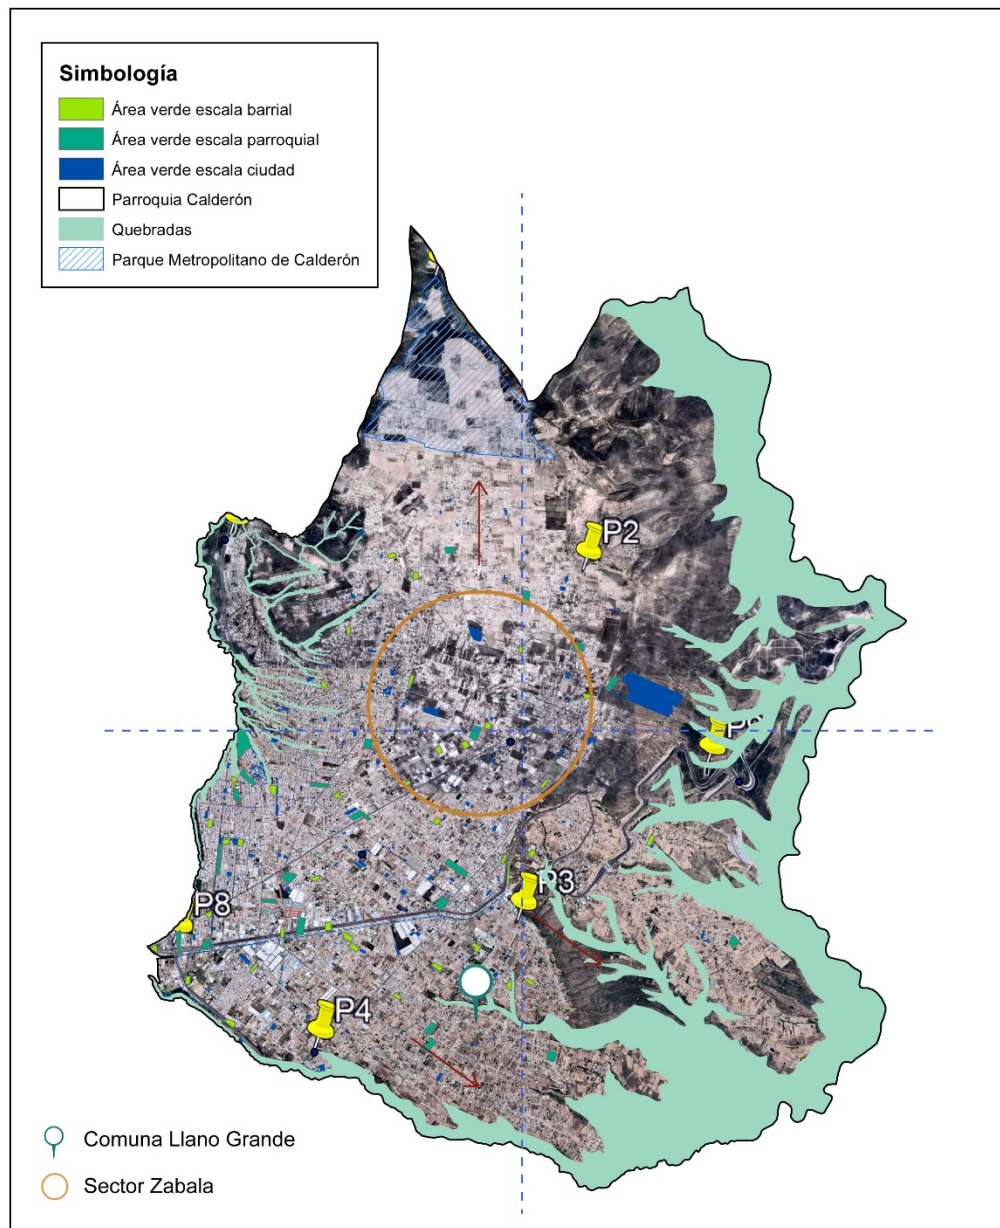 Simbología
Área verde escala barrial
Área verde escala parroquial
Área verde escala ciudad
Parroquia Calderón
Quebradas
Parque Metropolitano de Calderón
P2
P3
P8
P4
Comuna Llano Grande
Sector Zabala